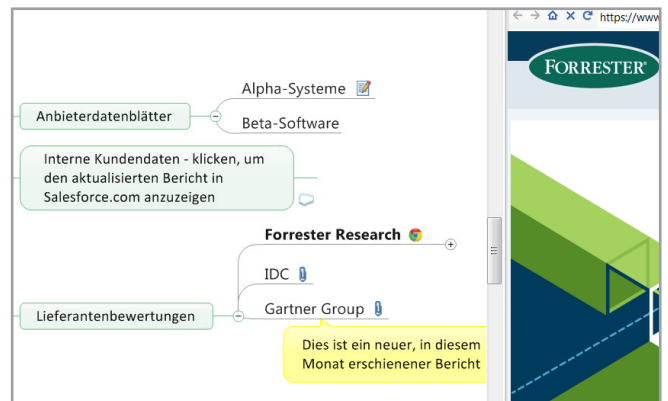 https://www
FORRESTER®
Alpha-Systeme
Anbieterdatenblätter
Beta-Software
Interne Kundendaten - klicken, um
den aktualisierten Bericht in
Salesforce.com anzuzeigen
Forrester Research
IDC
Gartner Group
Lieferantenbewertungen
Dies ist ein neuer, in diesem
Monat erschienener Bericht